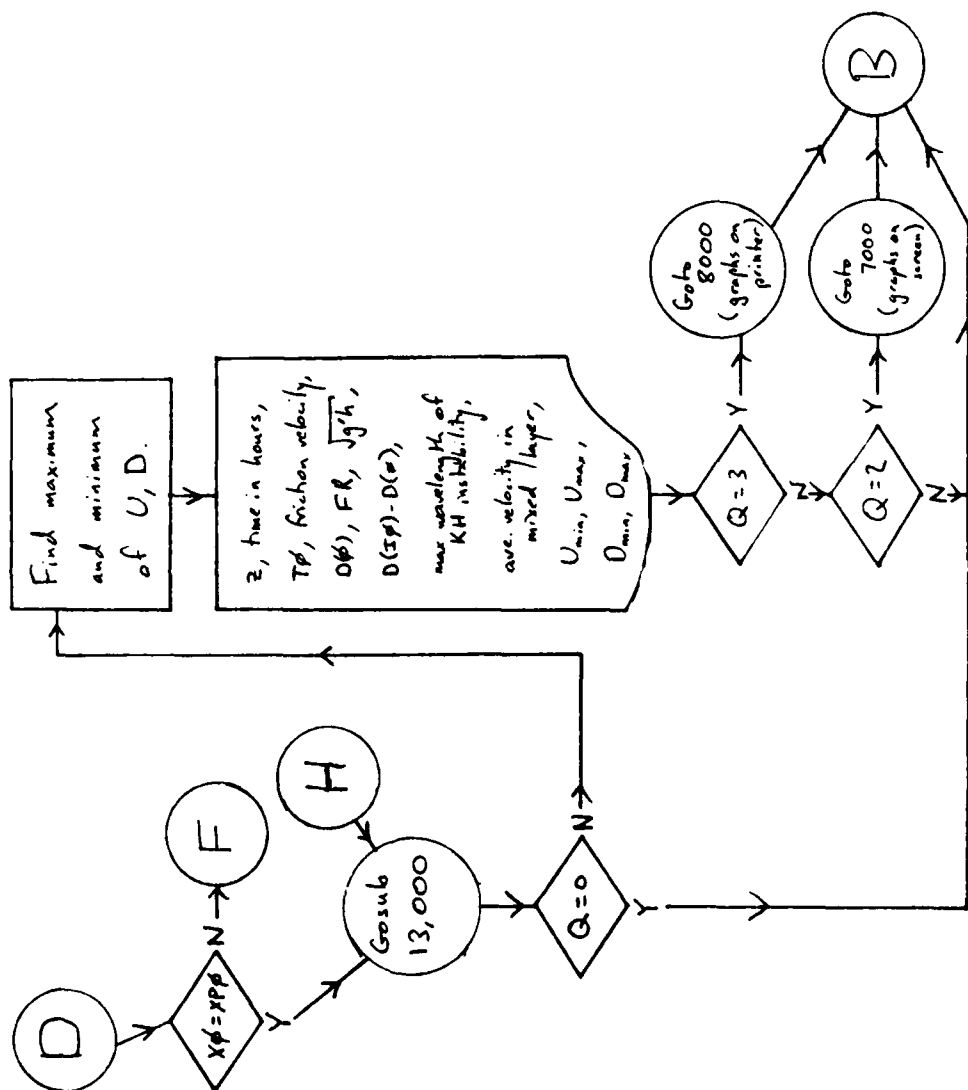 D
XØ=XPØ
N
F
Y
H
Gosub
13,000
Q=0
N
Y
Find maximum
and minimum
of U, D.
z, time in hours,
TØ, friction velocity,
D(Ø), FR, √g'h,
D(IØ)-D(Ø),
max wavelength of
KH instability,
ave. velocity in
mixed layer,
Umin, Umax,
Dmin, Dmax
Q=3
Y
N
Goto
8000
(graphs on
printer)
Q=2
Y
N
Goto
7000
(graphs on
screen)
B